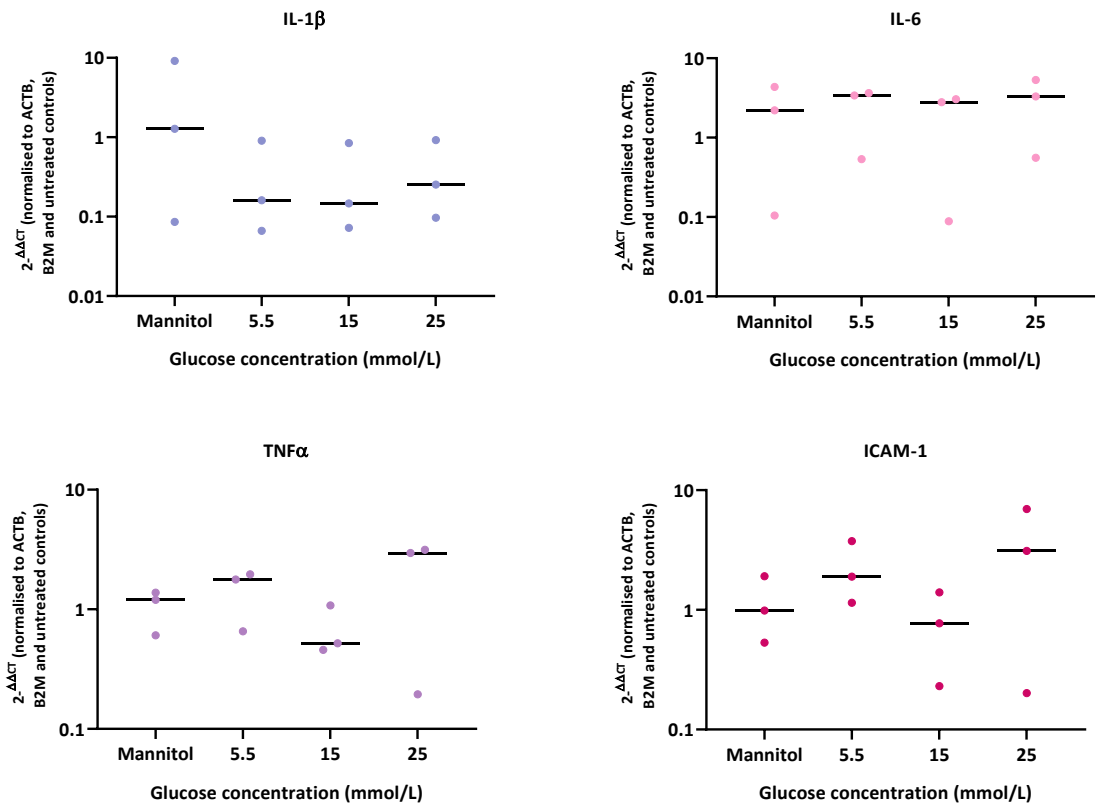 IL-1β
2-ΔΔCT (normalised to ACTB,
B2M and untreated controls)
10
1
0.1
0.01
Mannitol 5.5 15 25
Glucose concentration (mmol/L)
IL-6
2-ΔΔCT (normalised to ACTB,
B2M and untreated controls)
10
1
0.1
0.01
Mannitol 5.5 15 25
Glucose concentration (mmol/L)
TNFα
2-ΔΔCT (normalised to ACTB,
B2M and untreated controls)
10
1
0.1
Mannitol 5.5 15 25
Glucose concentration (mmol/L)
ICAM-1
2-ΔΔCT (normalised to ACTB,
B2M and untreated controls)
10
1
0.1
Mannitol 5.5 15 25
Glucose concentration (mmol/L)